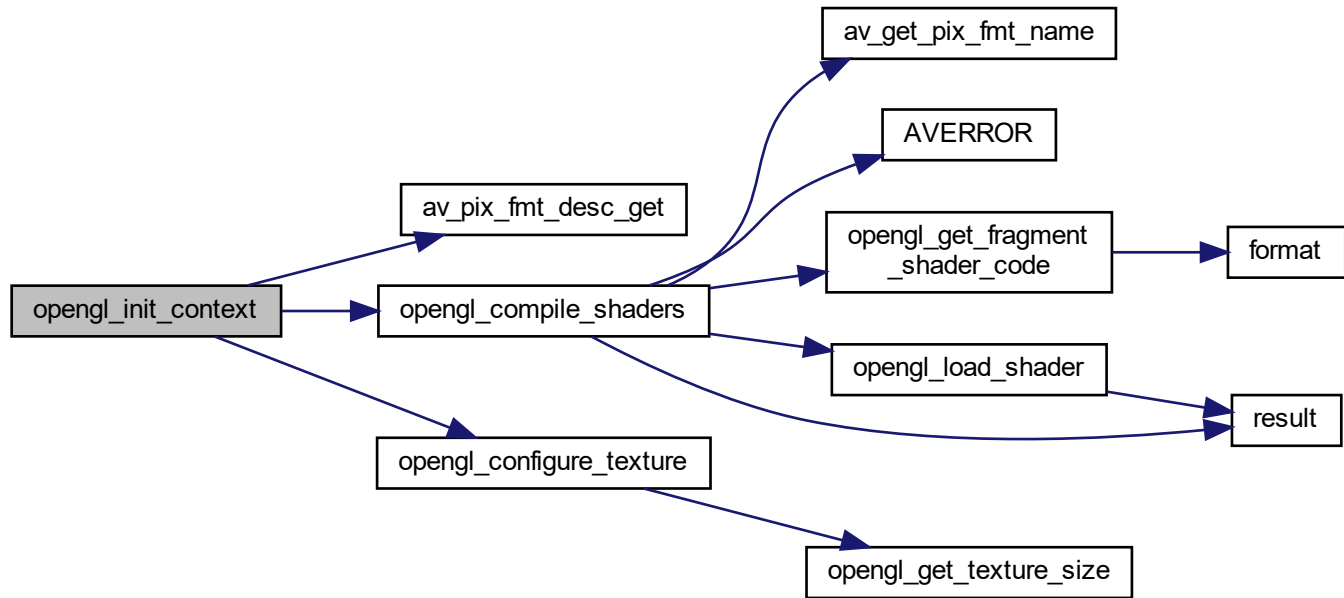 av_get_pix_fmt_name
AVERROR
av_pix_fmt_desc_get
opengl_get_fragment
_shader_code
format
opengl_init_context
opengl_compile_shaders
opengl_load_shader
result
opengl_configure_texture
opengl_get_texture_size